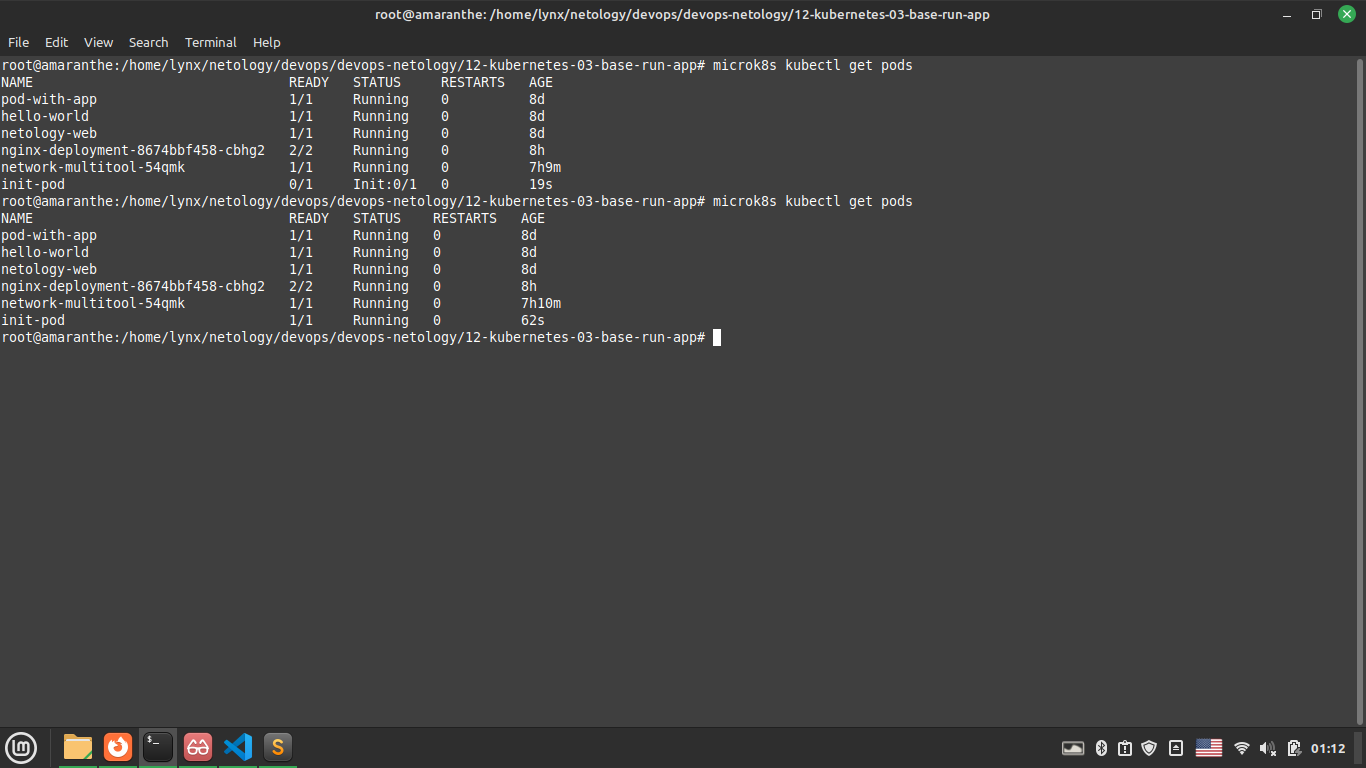 root@amaranthe: /home/lynx/netology/devops/devops-netology/12-kubernetes-03-base-run-app
File Edit View Search Terminal Help
root@amaranthe:/home/lynx/netology/devops/devops-netology/12-kubernetes-03-base-run-app# microk8s kubectl get pods
NAME READY STATUS RESTARTS AGE
pod-with-app 1/1 Running 0 8d
hello-world 1/1 Running 0 8d
netology-web 1/1 Running 0 8d
nginx-deployment-8674bbf458-cbhg2 2/2 Running 0 8h
network-multitool-54qmk 1/1 Running 0 7h9m
init-pod 0/1 Init:0/1 0 19s
root@amaranthe:/home/lynx/netology/devops/devops-netology/12-kubernetes-03-base-run-app# microk8s kubectl get pods
NAME READY STATUS RESTARTS AGE
pod-with-app 1/1 Running 0 8d
hello-world 1/1 Running 0 8d
netology-web 1/1 Running 0 8d
nginx-deployment-8674bbf458-cbhg2 2/2 Running 0 8h
network-multitool-54qmk 1/1 Running 0 7h10m
init-pod 1/1 Running 0 62s
root@amaranthe:/home/lynx/netology/devops/devops-netology/12-kubernetes-03-base-run-app#
01:12